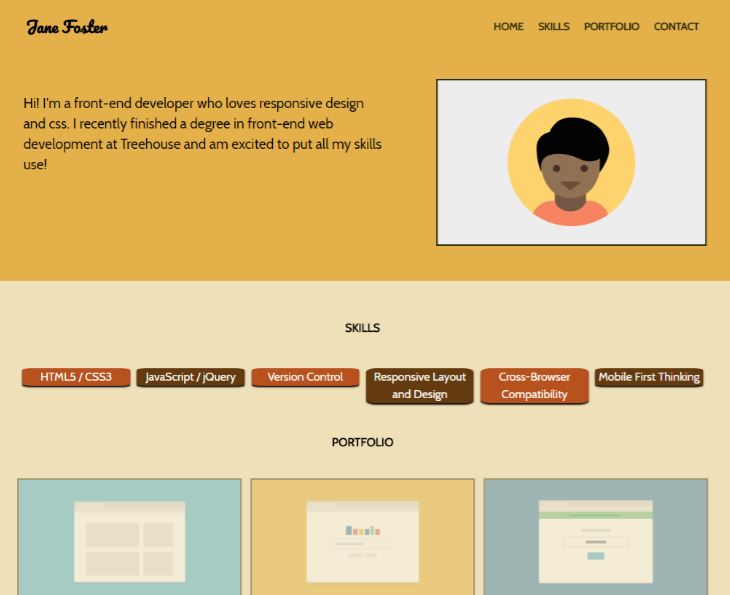 Jane Foster
HOME SKILLS PORTFOLIO CONTACT
Hi! I'm a front-end developer who loves responsive design
and css. I recently finished a degree in front-end web
development at Treehouse and am excited to put all my skills
use!
SKILLS
HTML5 / CSS3
JavaScript / jQuery
Version Control
Responsive Layout
and Design
Cross-Browser
Compatibility
Mobile First Thinking
PORTFOLIO